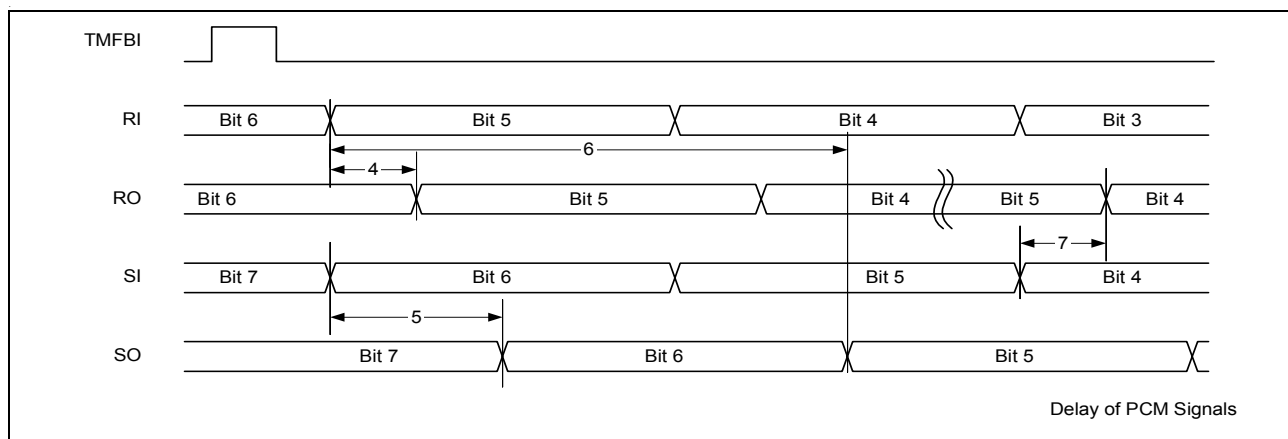 TMFBI
RI Bit 6 Bit 5 Bit 4 Bit 3
6
4
RO Bit 6 Bit 5 Bit 4 Bit 5 Bit 4
7
SI Bit 7 Bit 6 Bit 5 Bit 4
5
SO Bit 7 Bit 6 Bit 5
Delay of PCM Signals